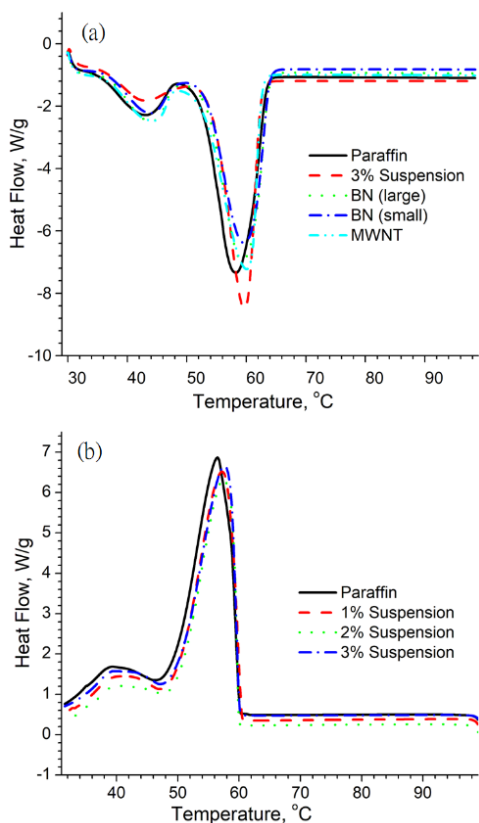 (a)
0
-2
-4
-6
-8
-10
Heat Flow, W/g
Paraffin
3% Suspension
BN (large)
BN (small)
MWNT
30 40 50 60 70 80 90
Temperature, °C
(b)
7
6
5
4
3
2
1
0
-1
Heat Flow, W/g
Paraffin
1% Suspension
2% Suspension
3% Suspension
40 50 60 70 80 90
Temperature, °C